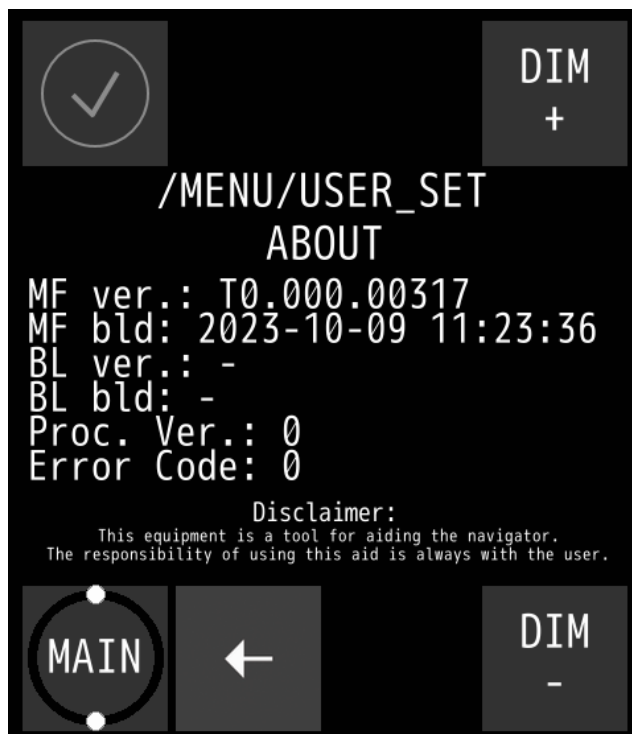 DIM
+
/MENU/USER_SET
ABOUT
MF ver.: T0.000.00317
MF bld: 2023-10-09 11:23:36
BL ver.: -
BL bld: -
Proc. Ver.: 0
Error Code: 0
Disclaimer:
This equipment is a tool for aiding the navigator.
The responsibility of using this aid is always with the user.
MAIN
DIM
-